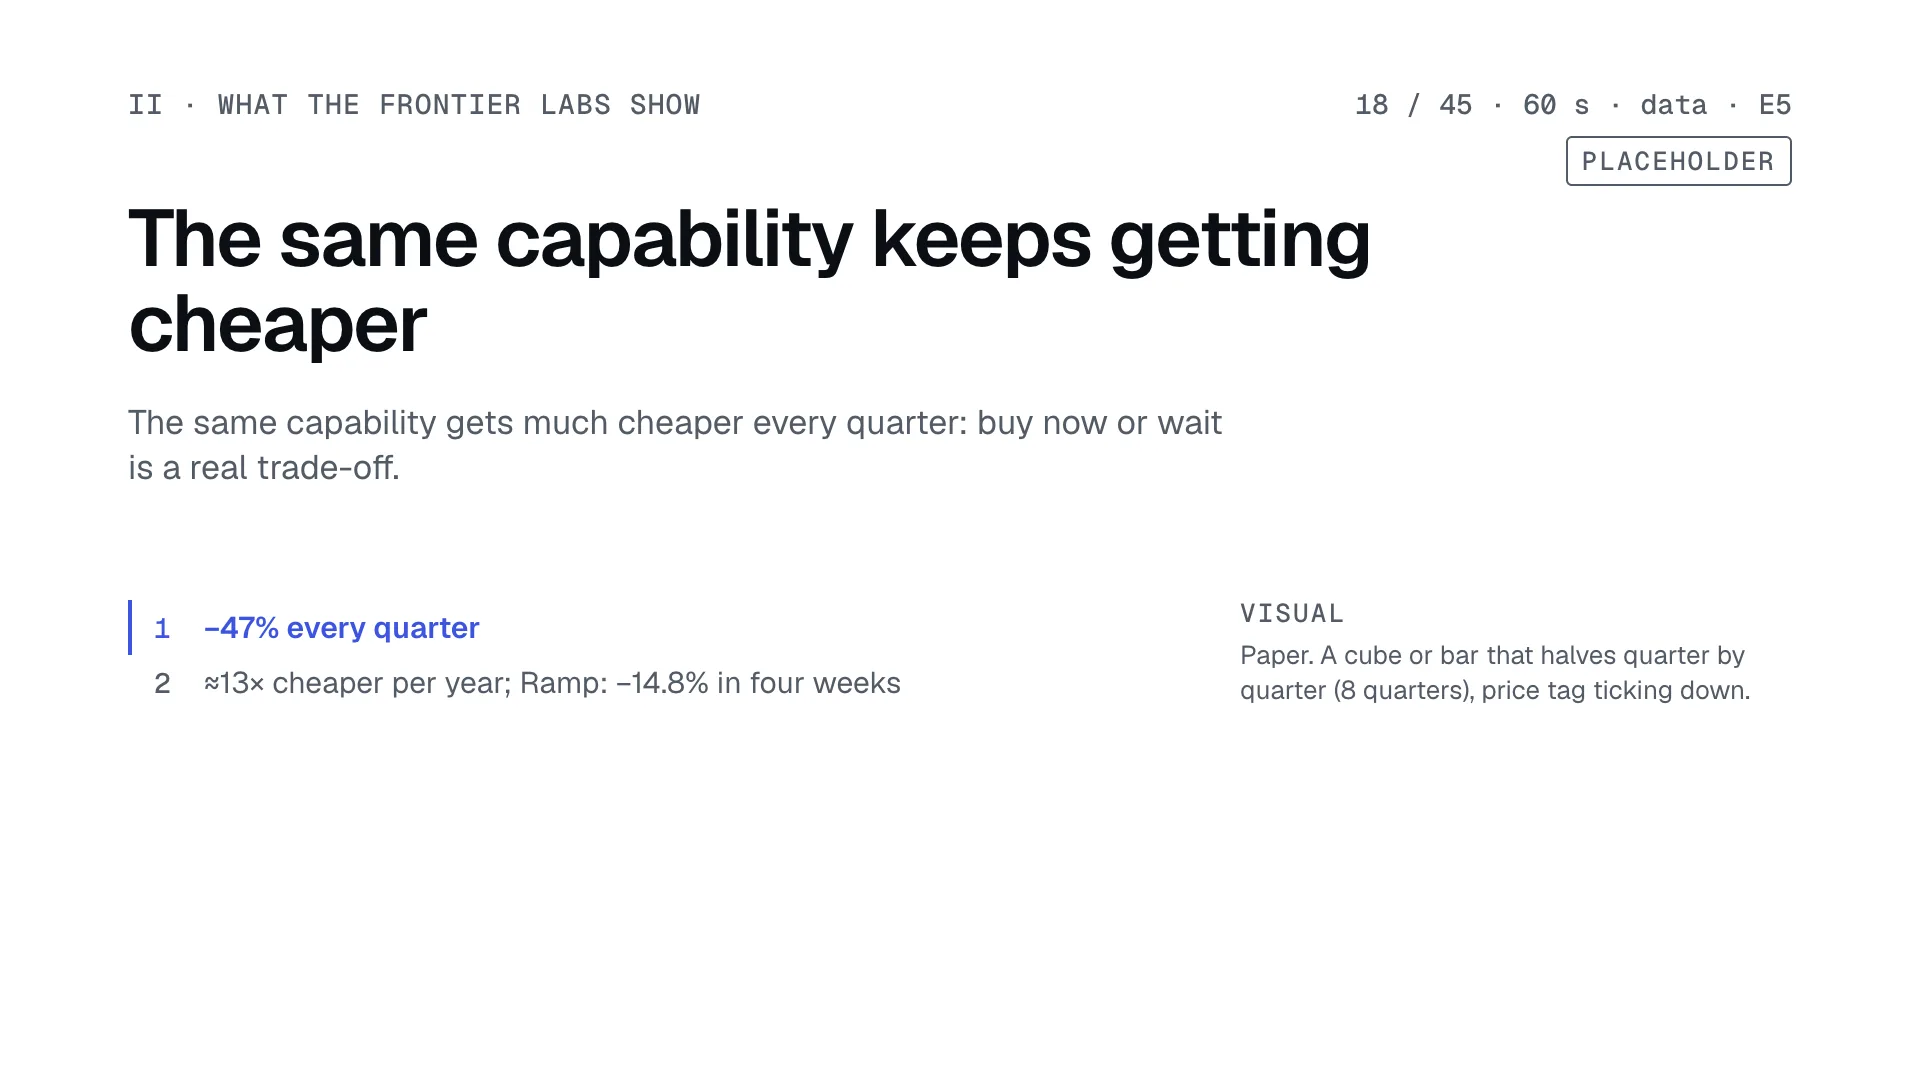 II · WHAT THE FRONTIER LABS SHOW
18 / 45 · 60 s · data · E5
PLACEHOLDER
The same capability keeps getting
cheaper
The same capability gets much cheaper every quarter: buy now or wait
is a real trade-off.
1 −47% every quarter
2 ≈13× cheaper per year; Ramp: −14.8% in four weeks
VISUAL
Paper. A cube or bar that halves quarter by
quarter (8 quarters), price tag ticking down.